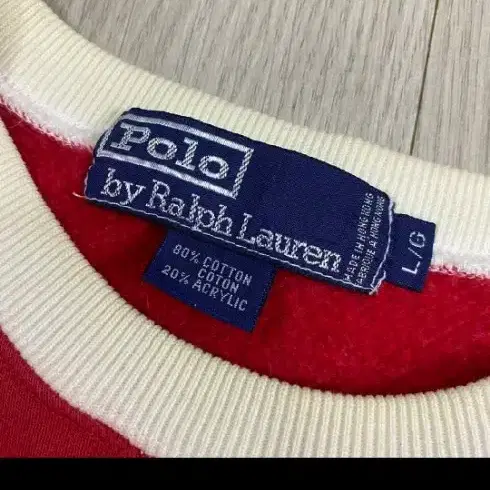 Polo
by Ralph Lauren
MADE IN HONG KONG
FABRIQUE A HONG KONG
L/G
80% COTTON
COTON
20% ACRYLIC